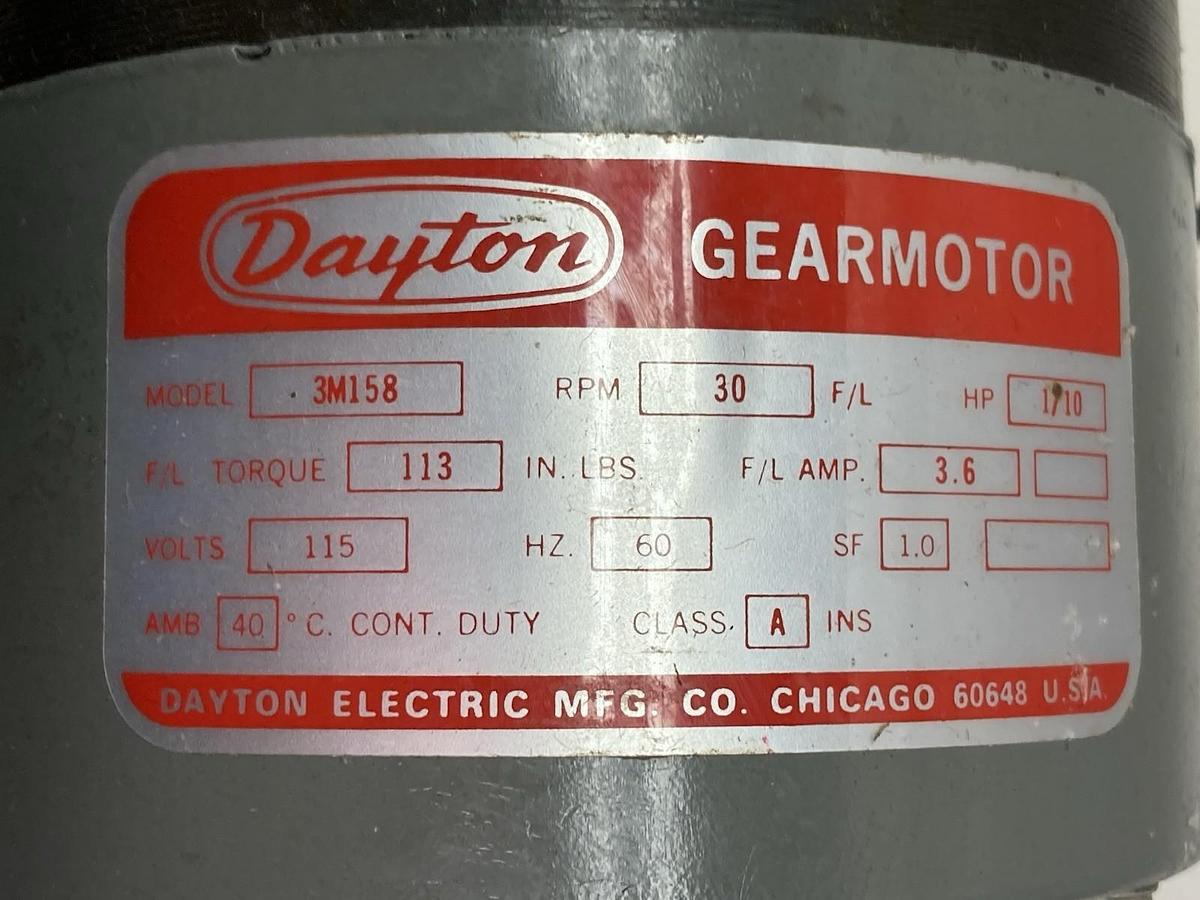 Dayton GEARMOTOR
MODEL 3M158 RPM 30 F/L HP 1/10
F/L TORQUE 113 IN. LBS. F/L AMP. 3.6
VOLTS 115 HZ. 60 SF 1.0
AMB 40 °C. CONT. DUTY CLASS. A INS
DAYTON ELECTRIC MFG. CO. CHICAGO 60648 U.S.A.